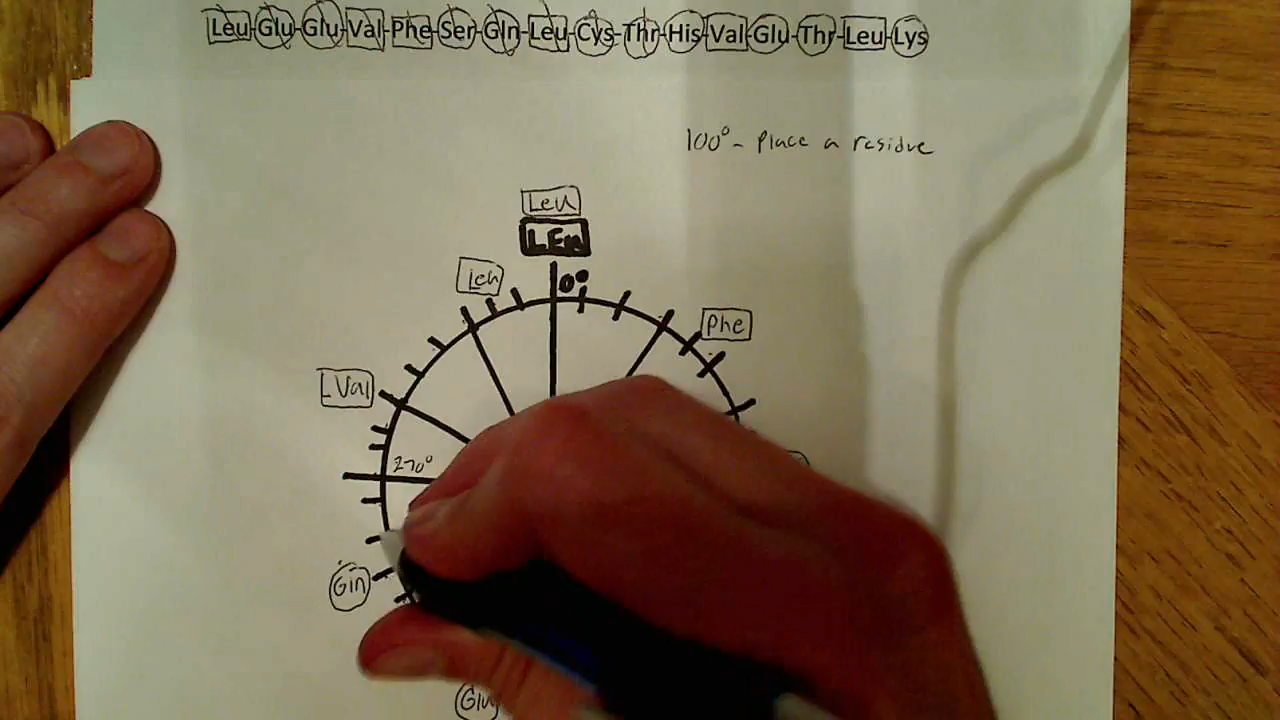 Leu-Glu-Glu-Val-Phe-Ser-Gln-Leu-Cys-Thr-His-Val-Glu-Thr-Leu-Lys
100° - Place a residue
Leu
LEu
Leu
0°
Phe
Val
270°
Gln
Glu